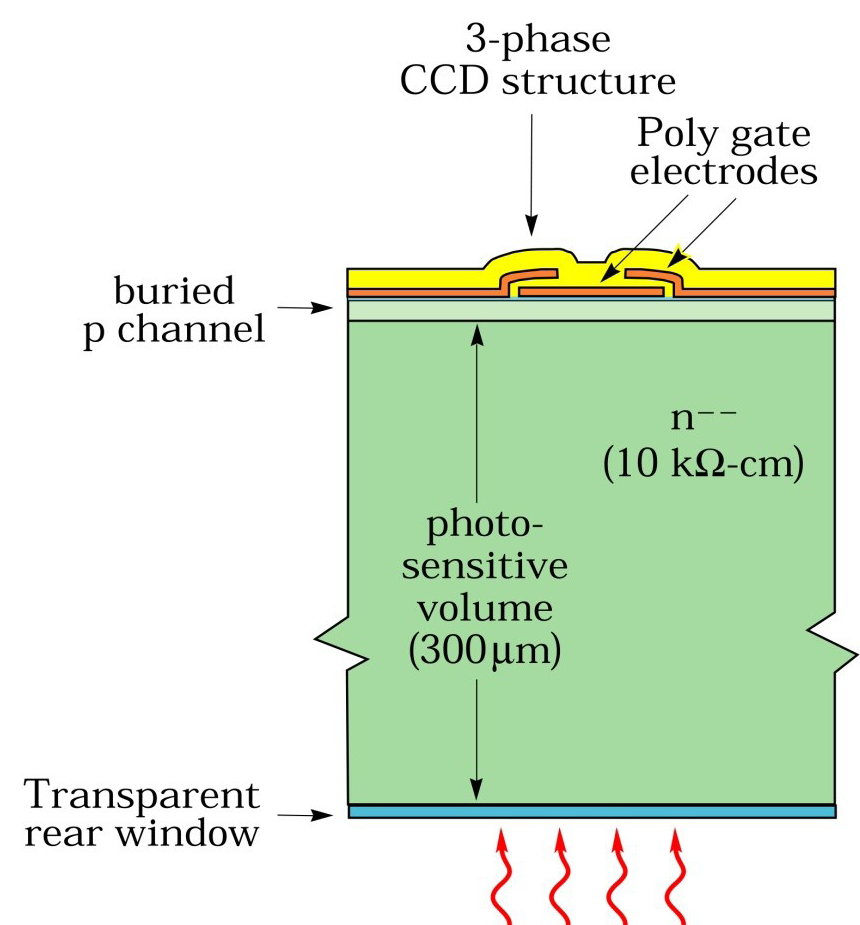 3-phase
CCD structure
Poly gate
electrodes
buried
p channel
n−−
(10 kΩ-cm)
photo-
sensitive
volume
(300μm)
Transparent
rear window